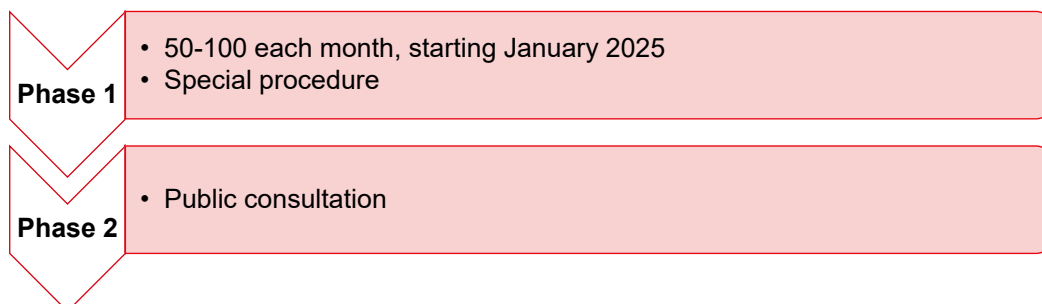 Phase 1
• 50-100 each month, starting January 2025
• Special procedure
Phase 2
• Public consultation